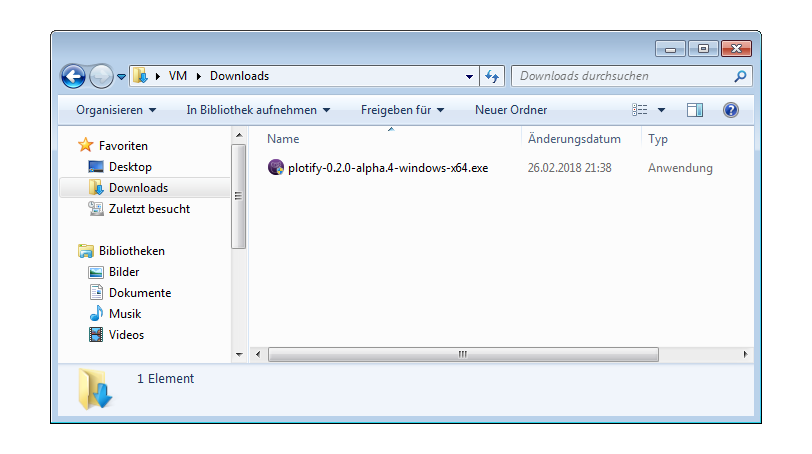 VM Downloads
Downloads durchsuchen
Organisieren In Bibliothek aufnehmen Freigeben für Neuer Ordner
Name Änderungsdatum Typ
plotify-0.2.0-alpha.4-windows-x64.exe 26.02.2018 21:38 Anwendung
Favoriten
Desktop
Downloads
Zuletzt besucht
Bibliotheken
Bilder
Dokumente
Musik
Videos
1 Element